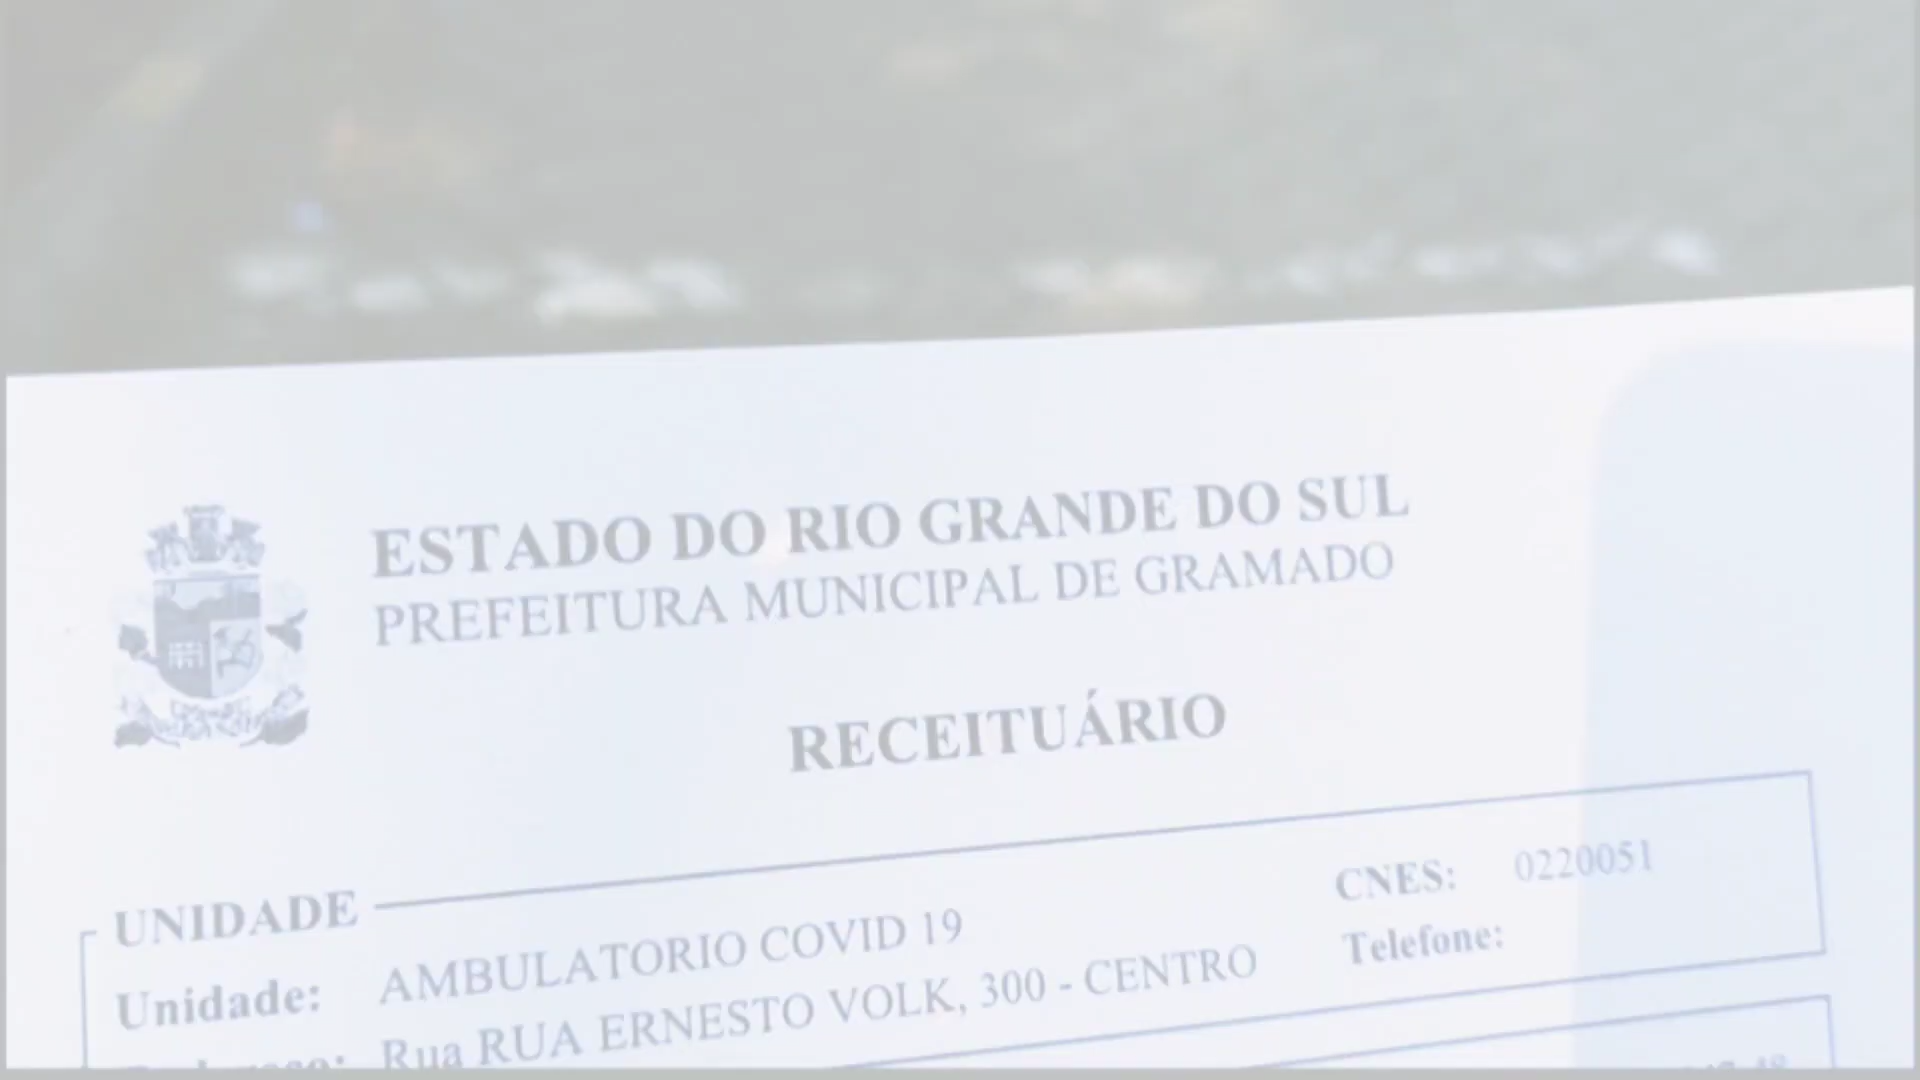 ESTADO DO RIO GRANDE DO SUL
PREFEITURA MUNICIPAL DE GRAMADO
RECEITUÁRIO
UNIDADE
Unidade: AMBULATORIO COVID 19 CNES: 0220051
Rua RUA ERNESTO VOLK, 300 - CENTRO Telefone: